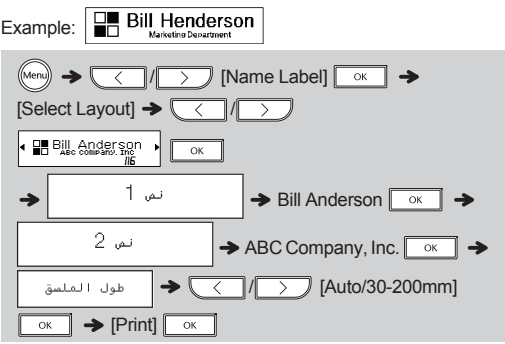 Example: Bill Henderson
Marketing Department
Menu < / > [Name Label] OK
[Select Layout] < / >
Bill Anderson
ABC Company, Inc
116
OK
نص 1 Bill Anderson OK
نص 2 ABC Company, Inc. OK
طول الملصق < / > [Auto/30-200mm]
OK [Print] OK